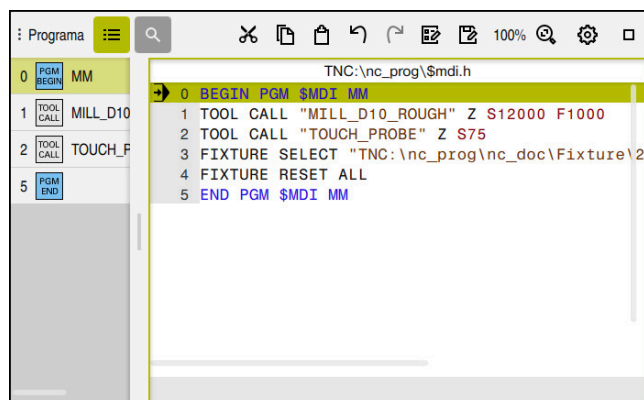 Programa
100%
TNC:\nc_prog\$mdi.h
0 PGM BEGIN MM
1 TOOL CALL MILL_D10
2 TOOL CALL TOUCH_P
5 PGM END
0 BEGIN PGM $MDI MM
1 TOOL CALL "MILL_D10_ROUGH" Z S12000 F1000
2 TOOL CALL "TOUCH_PROBE" Z S75
3 FIXTURE SELECT "TNC:\nc_prog\nc_doc\Fixture\2
4 FIXTURE RESET ALL
5 END PGM $MDI MM